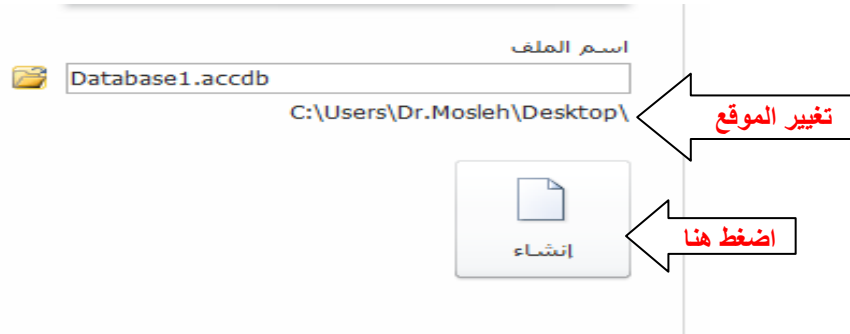 اسم الملف
Database1.accdb
C:\Users\Dr.Mosleh\Desktop\
تغيير الموقع
إنشاء
اضغط هنا